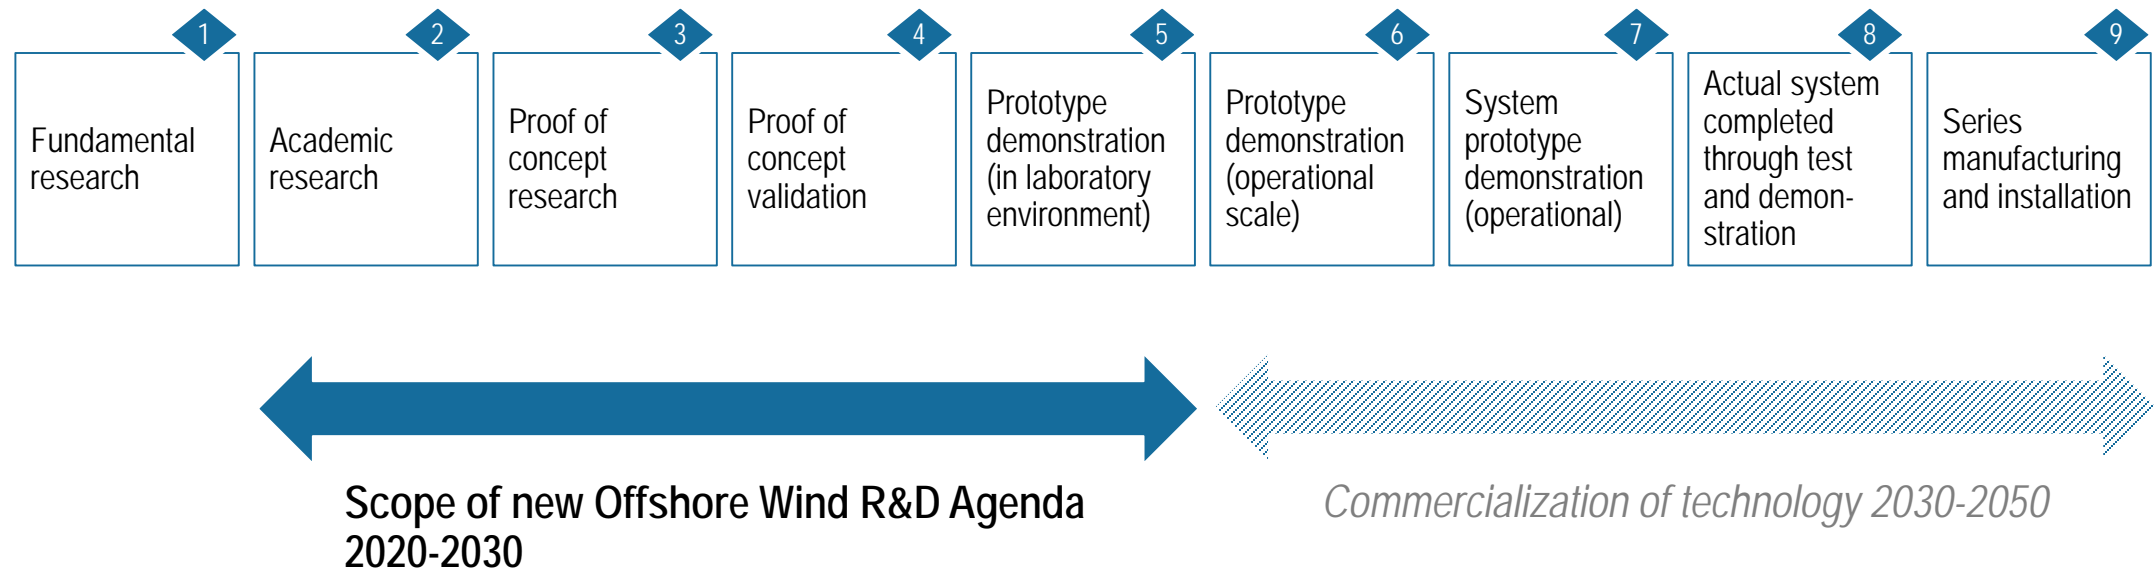 1
Fundamental
research
2
Academic
research
3
Proof of
concept
research
4
Proof of
concept
validation
5
Prototype
demonstration
(in laboratory
environment)
6
Prototype
demonstration
(operational
scale)
7
System
prototype
demonstration
(operational)
8
Actual system
completed
through test
and demon-
stration
9
Series
manufacturing
and installation
Scope of new Offshore Wind R&D Agenda
2020-2030
Commercialization of technology 2030-2050